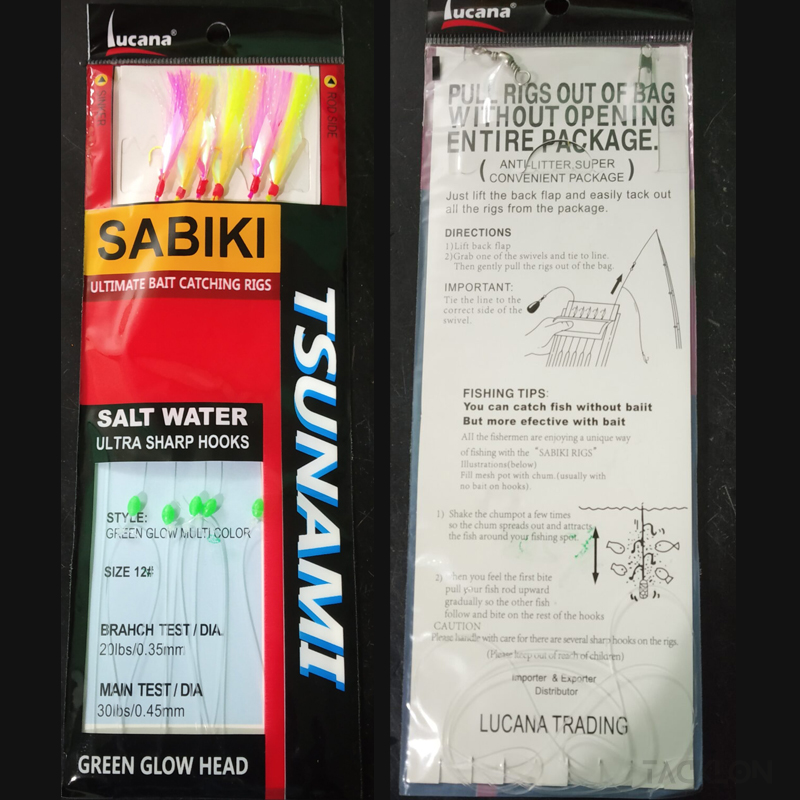 Lucana®
SINKER
ROD SIDE
SABIKI
ULTIMATE BAIT CATCHING RIGS
TSUNAMI
SALT WATER
ULTRA SHARP HOOKS
STYLE:
GREEN GLOW MULTI COLOR
SIZE 12#
BRAHCH TEST / DIA.
20lbs/0.35mm
MAIN TEST / DIA
30lbs/0.45mm
GREEN GLOW HEAD
Lucana®
PULL RIGS OUT OF BAG
WITHOUT OPENING
ENTIRE PACKAGE.
( ANTI-LITTER,SUPER
CONVENIENT PACKAGE )
Just lift the back flap and easily tack out
all the rigs from the package.
DIRECTIONS
1)Lift back flap
2)Grab one of the swivels and tie to line.
Then gently pull the rigs out of the bag.
IMPORTANT:
Tie the line to the
correct side of the
swivel.
FISHING TIPS:
You can catch fish without baiit
But more efective with bait
All the fishermen are enjoying a unique way
of fishing with the "SABIKI RIGS"
Illustrations(below)
Fill mesh pot with chum.(usually with
no bait on hooks).
1) Shake the chumpot a few times
so the chum spreads out and attracts
the fish around your fishing spot.
2) when you feel the first bite
pull your fish rod upward
gradually so the other fish
follow and bite on the rest of the hooks
CAUTION
Please handle with care for there are several sharp hooks on the rigs.
(Please keep out of reach of children)
Importer & Exporter
Distributor
LUCANA TRADING